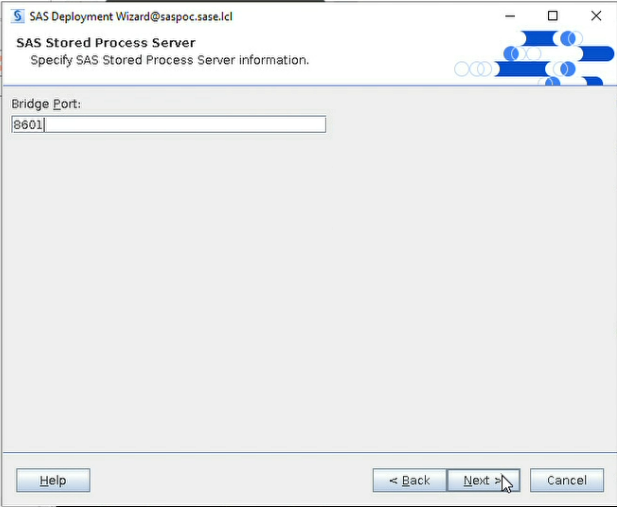 SAS Deployment Wizard@saspoc.sase.lcl
SAS Stored Process Server
Specify SAS Stored Process Server information.
Bridge Port:
8601
Help
< Back
Next >
Cancel